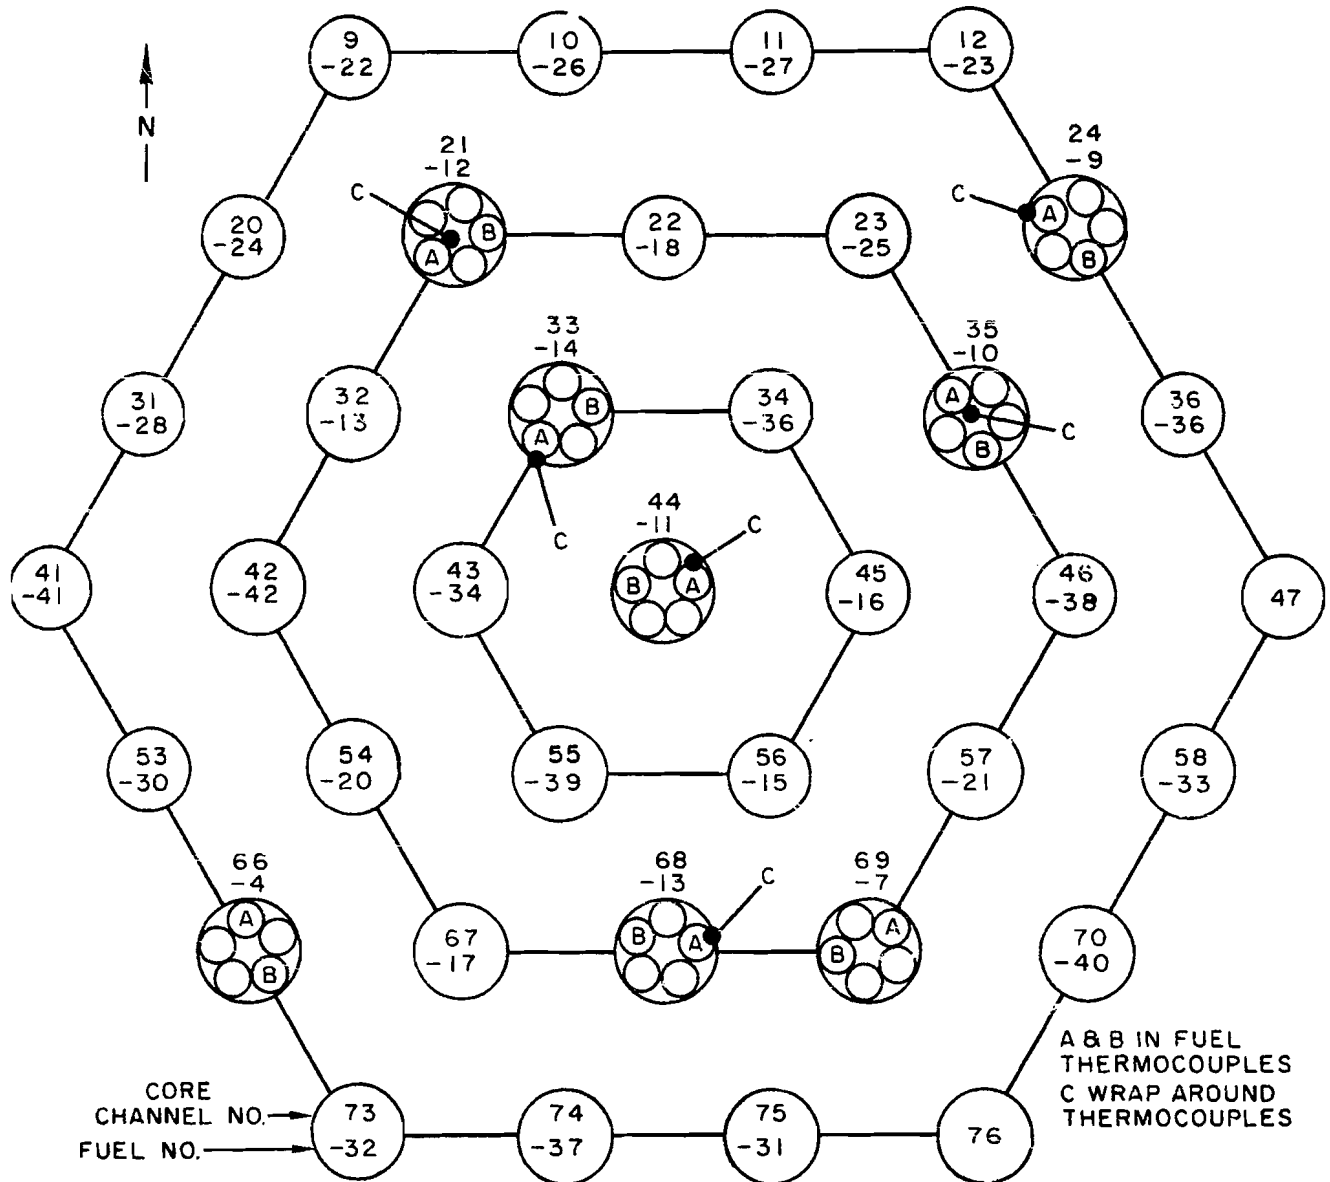 9
-22
10
-26
11
-27
12
-23
N
21
-12
24
-9
C
C
A
B
20
-24
A
B
22
-18
23
-25
33
-14
35
-10
31
-28
32
-13
B
A
34
-36
A
B
C
36
-36
C
44
-11
C
B
A
41
-41
42
-42
43
-34
45
-16
46
-38
47
53
-30
54
-20
55
-39
56
-15
57
-21
58
-33
66
-4
A
B
67
-17
68
-13
C
B
A
69
-7
A
B
70
-40
A & B IN FUEL
THERMOCOUPLES
C WRAP AROUND
THERMOCOUPLES
CORE
CHANNEL NO.
FUEL NO.
73
-32
74
-37
75
-31
76